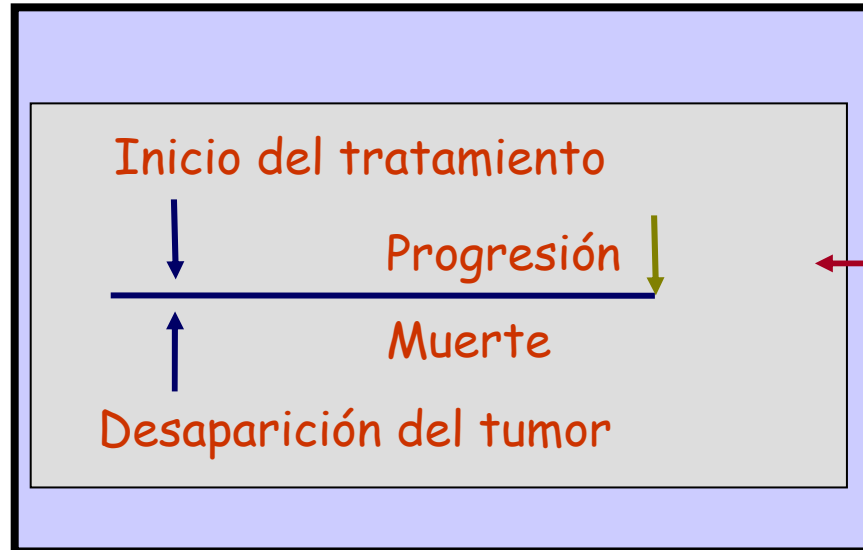 Inicio del tratamiento
Progresión
Muerte
Desaparición del tumor